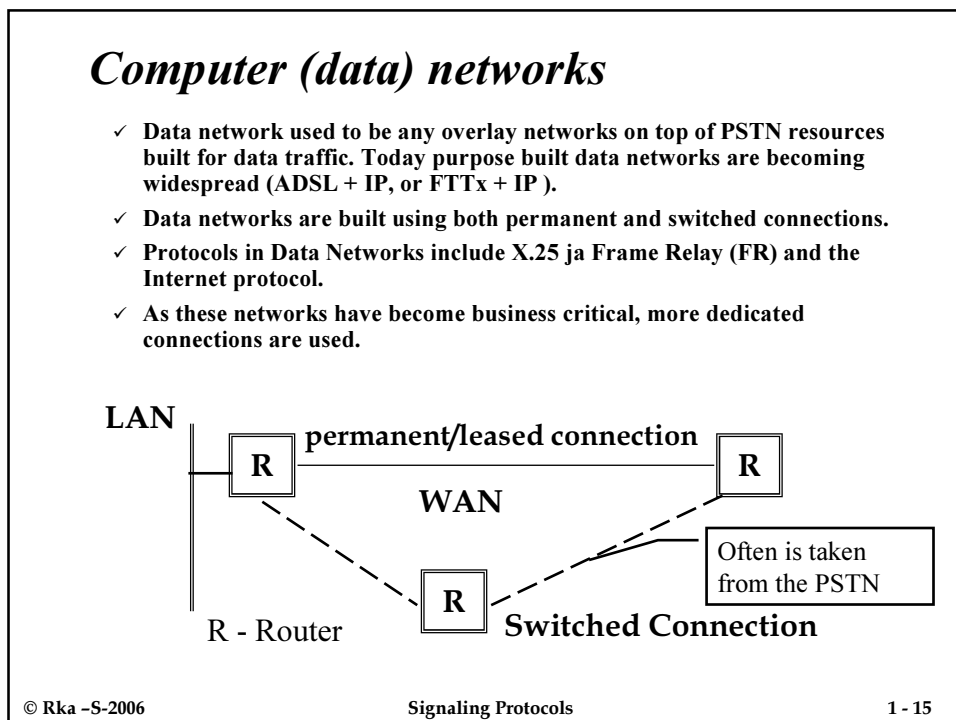 Computer (data) networks
✓ Data network used to be any overlay networks on top of PSTN resources
built for data traffic. Today purpose built data networks are becoming
widespread (ADSL + IP, or FTTx + IP ).
✓ Data networks are built using both permanent and switched connections.
✓ Protocols in Data Networks include X.25 ja Frame Relay (FR) and the
Internet protocol.
✓ As these networks have become business critical, more dedicated
connections are used.
LAN
permanent/leased connection
R
R
WAN
Often is taken
from the PSTN
R
Switched Connection
R - Router
© Rka –S-2006
Signaling Protocols
1 - 15